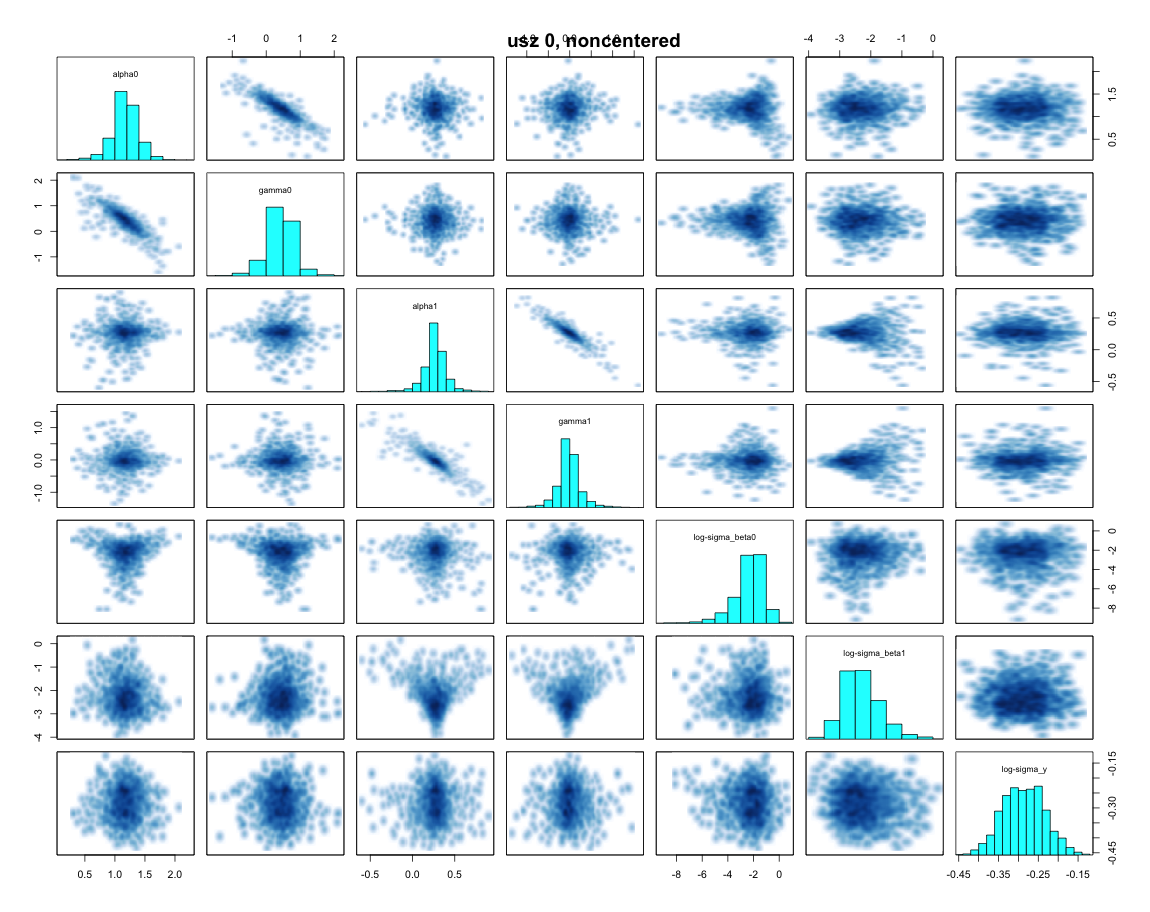 usz 0, noncentered
-1 0 1 2 -1.0 0.0 1.0 -4 -3 -2 -1 0
alpha0
0.5 1.5
gamma0
-1 0 1 2
alpha1
-0.5 0.0 0.5
gamma1
-1.0 0.0 1.0
log-sigma_beta0
-8 -6 -4 -2 0
log-sigma_beta1
-4 -3 -2 -1 0
log-sigma_y
-0.45 -0.30 -0.15
0.5 1.0 1.5 2.0 -0.5 0.0 0.5 -8 -6 -4 -2 0 -0.45 -0.35 -0.25 -0.15